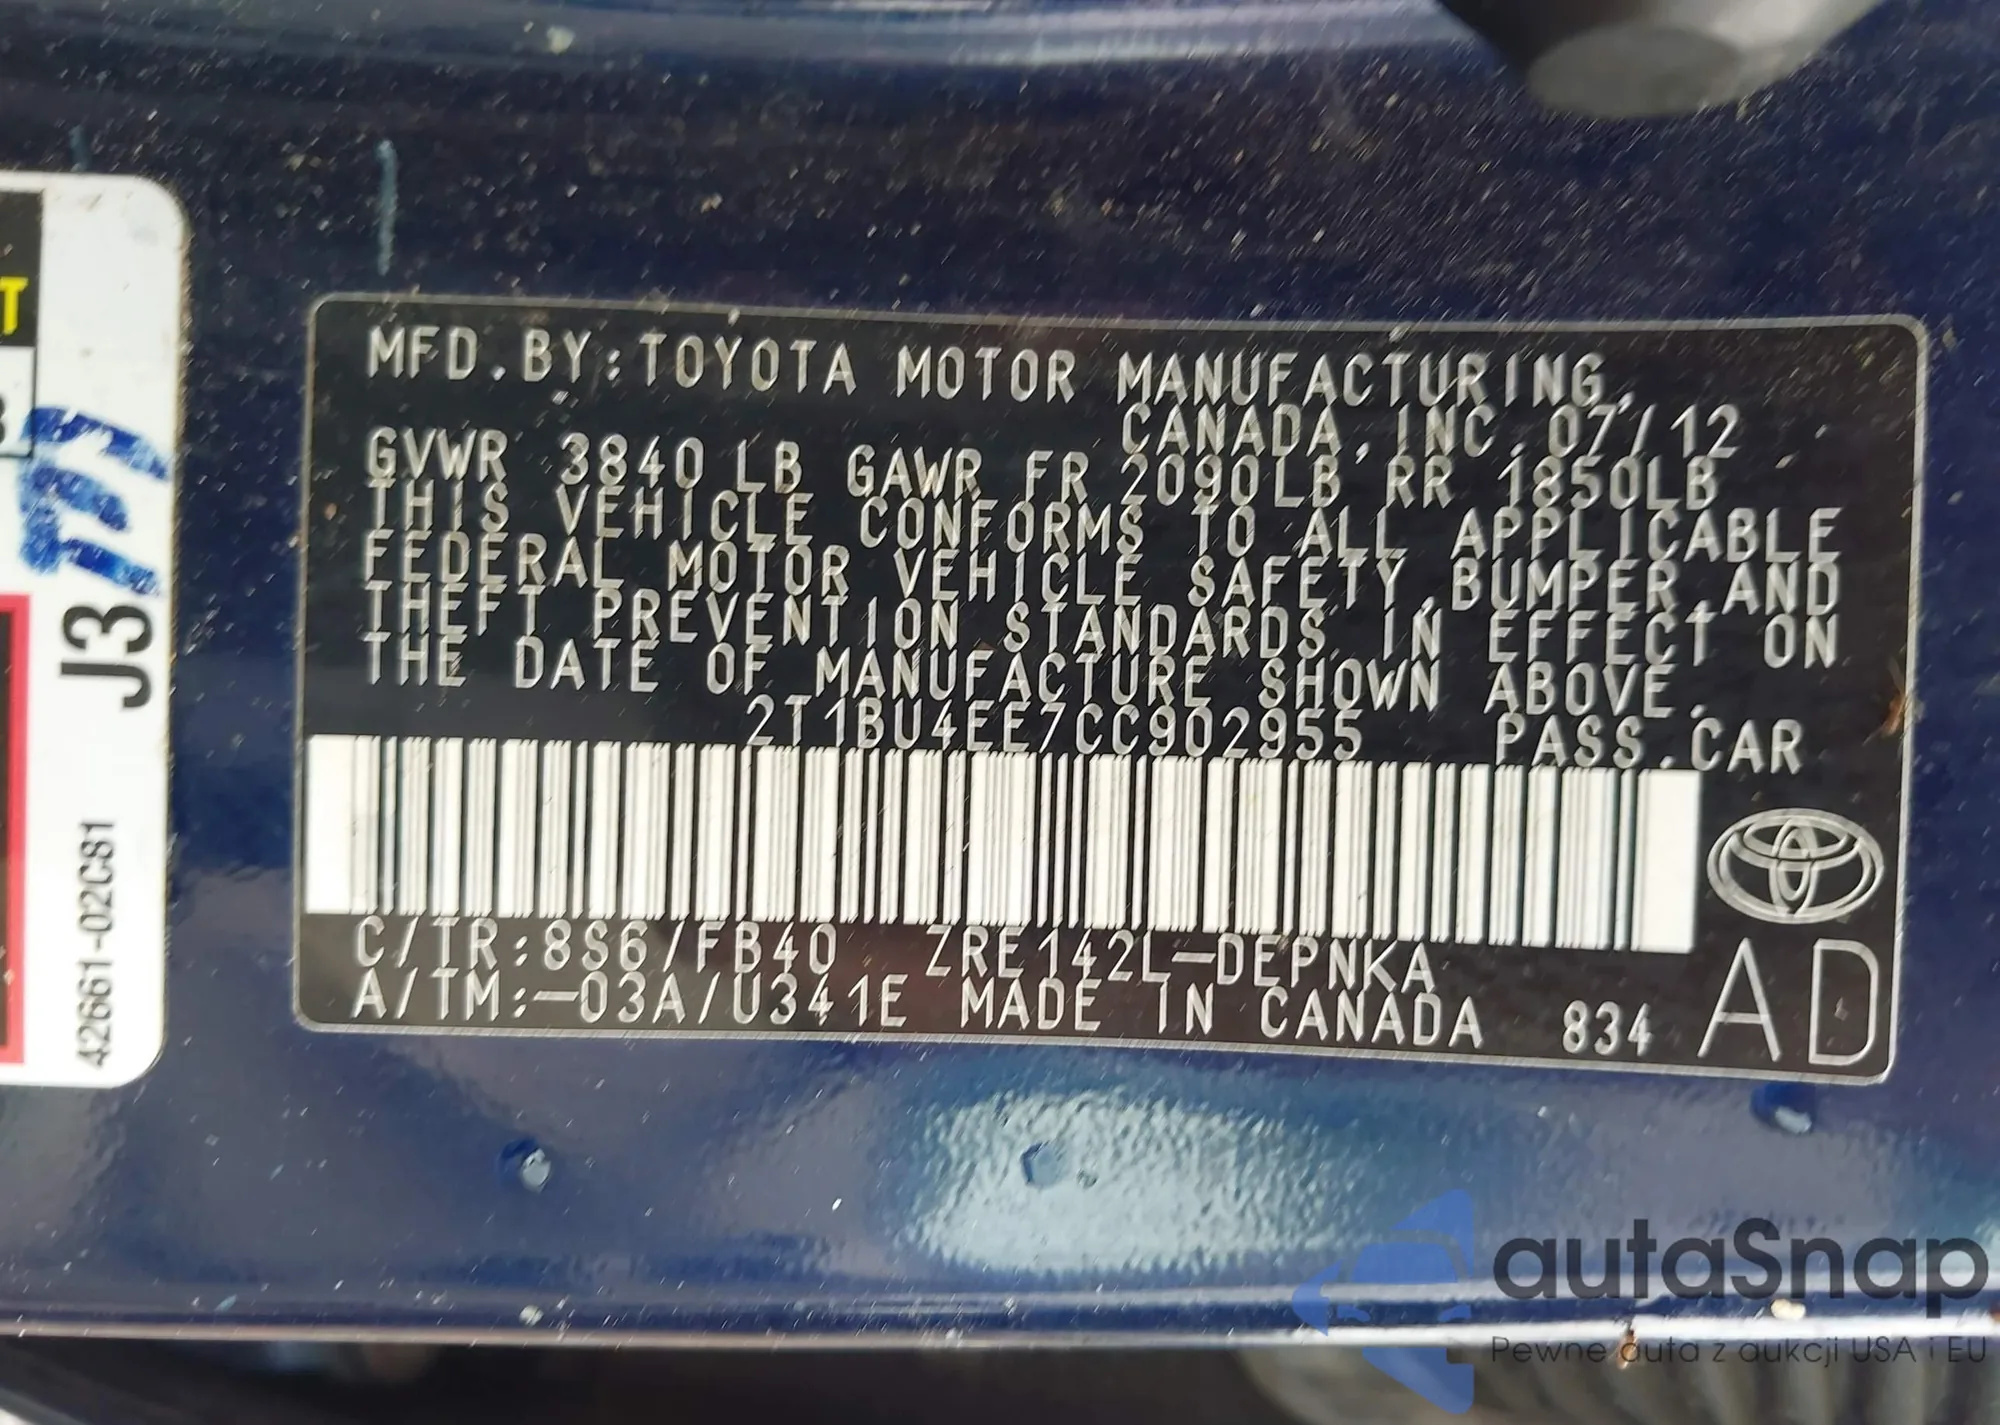 T
3
J3
42661-02C81
MFD.BY:TOYOTA MOTOR MANUFACTURING,
CANADA,INC.07/12
GVWR 3840 LB GAWR FR 2090LB RR 1850LB
THIS VEHICLE CONFORMS TO ALL APPLICABLE
FEDERAL MOTOR VEHICLE SAFETY,BUMPER,AND
THEFT PREVENTION STANDARDS IN EFFECT ON
THE DATE OF MANUFACTURE SHOWN ABOVE.
2T1BU4EE7CC902955 PASS.CAR
C/TR:8S6/FB40 ZRE142L-DEPNKA
A/TM:-03A/U341E MADE IN CANADA 834 AD
autaSnap
Pewne auta z aukcji USA i EU